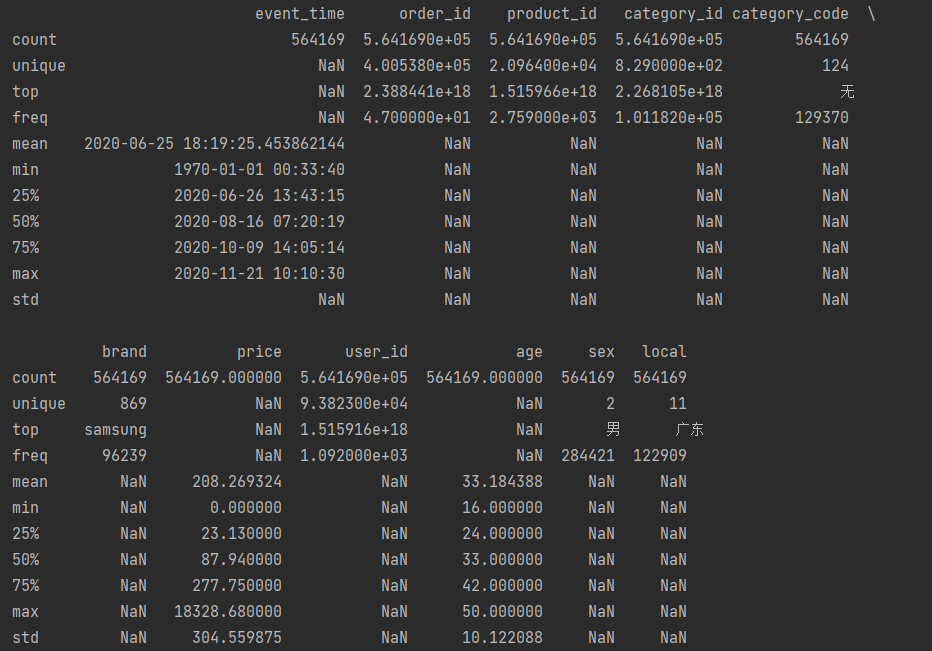 event_time order_id product_id category_id category_code \
count 564169 5.641690e+05 5.641690e+05 5.641690e+05 564169
unique NaN 4.005380e+05 2.096400e+04 8.290000e+02 124
top NaN 2.388441e+18 1.515966e+18 2.268105e+18 无
freq NaN 4.700000e+01 2.759000e+03 1.011820e+05 129370
mean 2020-06-25 18:19:25.453862144 NaN NaN NaN NaN
min 1970-01-01 00:33:40 NaN NaN NaN NaN
25% 2020-06-26 13:43:15 NaN NaN NaN NaN
50% 2020-08-16 07:20:19 NaN NaN NaN NaN
75% 2020-10-09 14:05:14 NaN NaN NaN NaN
max 2020-11-21 10:10:30 NaN NaN NaN NaN
std NaN NaN NaN NaN NaN
brand price user_id age sex local
count 564169 564169.000000 5.641690e+05 564169.000000 564169 564169
unique 869 NaN 9.382300e+04 NaN 2 11
top samsung NaN 1.515916e+18 NaN 男 广东
freq 96239 NaN 1.092000e+03 NaN 284421 122909
mean NaN 208.269324 NaN 33.184388 NaN NaN
min NaN 0.000000 NaN 16.000000 NaN NaN
25% NaN 23.130000 NaN 24.000000 NaN NaN
50% NaN 87.940000 NaN 33.000000 NaN NaN
75% NaN 277.750000 NaN 42.000000 NaN NaN
max NaN 18328.680000 NaN 50.000000 NaN NaN
std NaN 304.559875 NaN 10.122088 NaN NaN